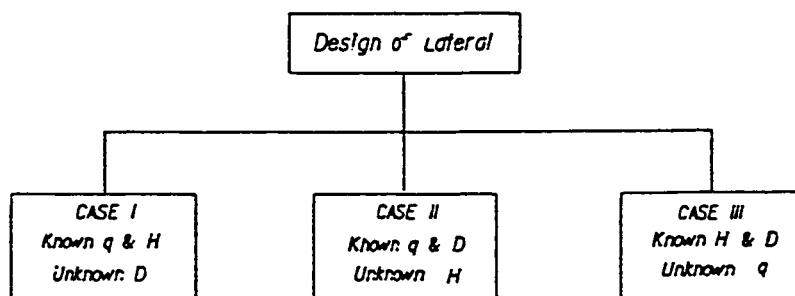 Design of Lateral
CASE I
Known q & H
Unknown D
CASE II
Known q & D
Unknown H
CASE III
Known H & D
Unknown q